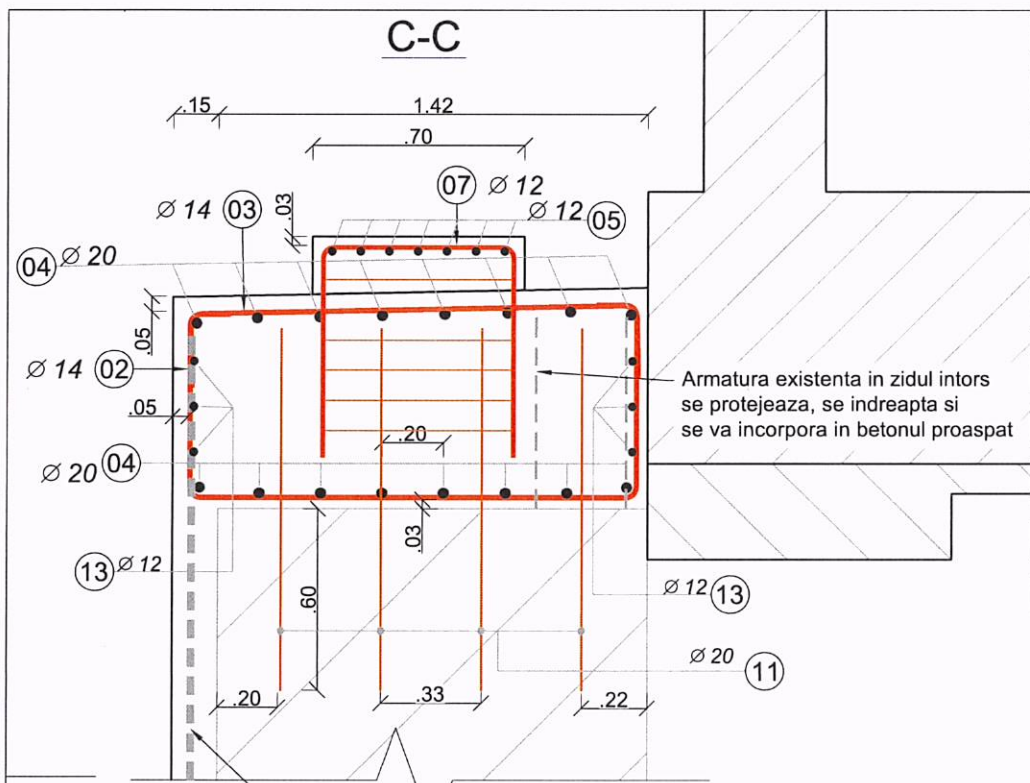 C-C
.15
1.42
.70
07
Ø 12
Ø 14
03
.03
Ø 12
05
04
Ø 20
.05
Ø 14
02
Armatura existenta in zidul intors
se protejeaza, se indreapta si
se va incorpora in betonul proaspat
.05
.20
Ø 20
04
.03
13
Ø 12
.60
Ø 12
13
Ø 20
11
.20
.33
.22